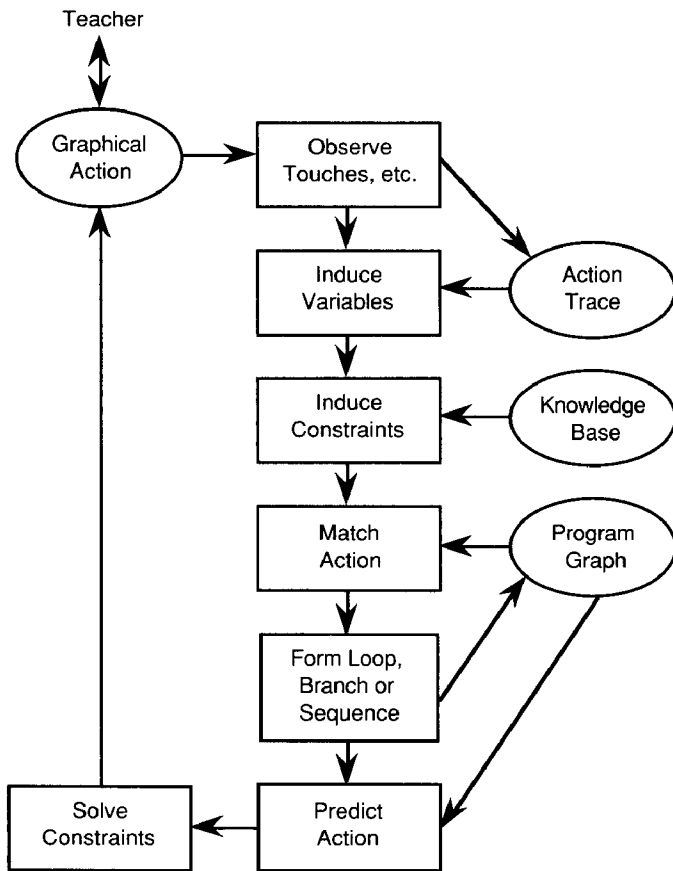 Teacher
Graphical
Action
Observe
Touches, etc.
Induce
Variables
Action
Trace
Induce
Constraints
Knowledge
Base
Match
Action
Program
Graph
Form Loop,
Branch or
Sequence
Solve
Constraints
Predict
Action